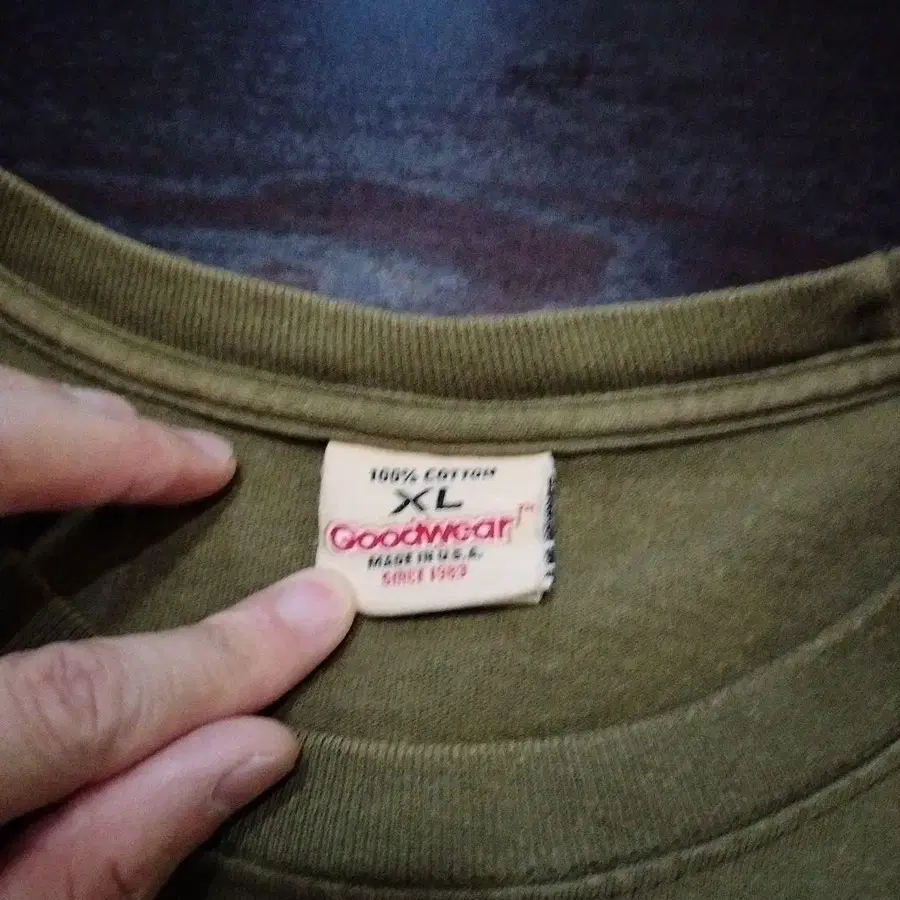 100% COTTON
XL
Goodwear™
MADE IN U.S.A.
SINCE 1983